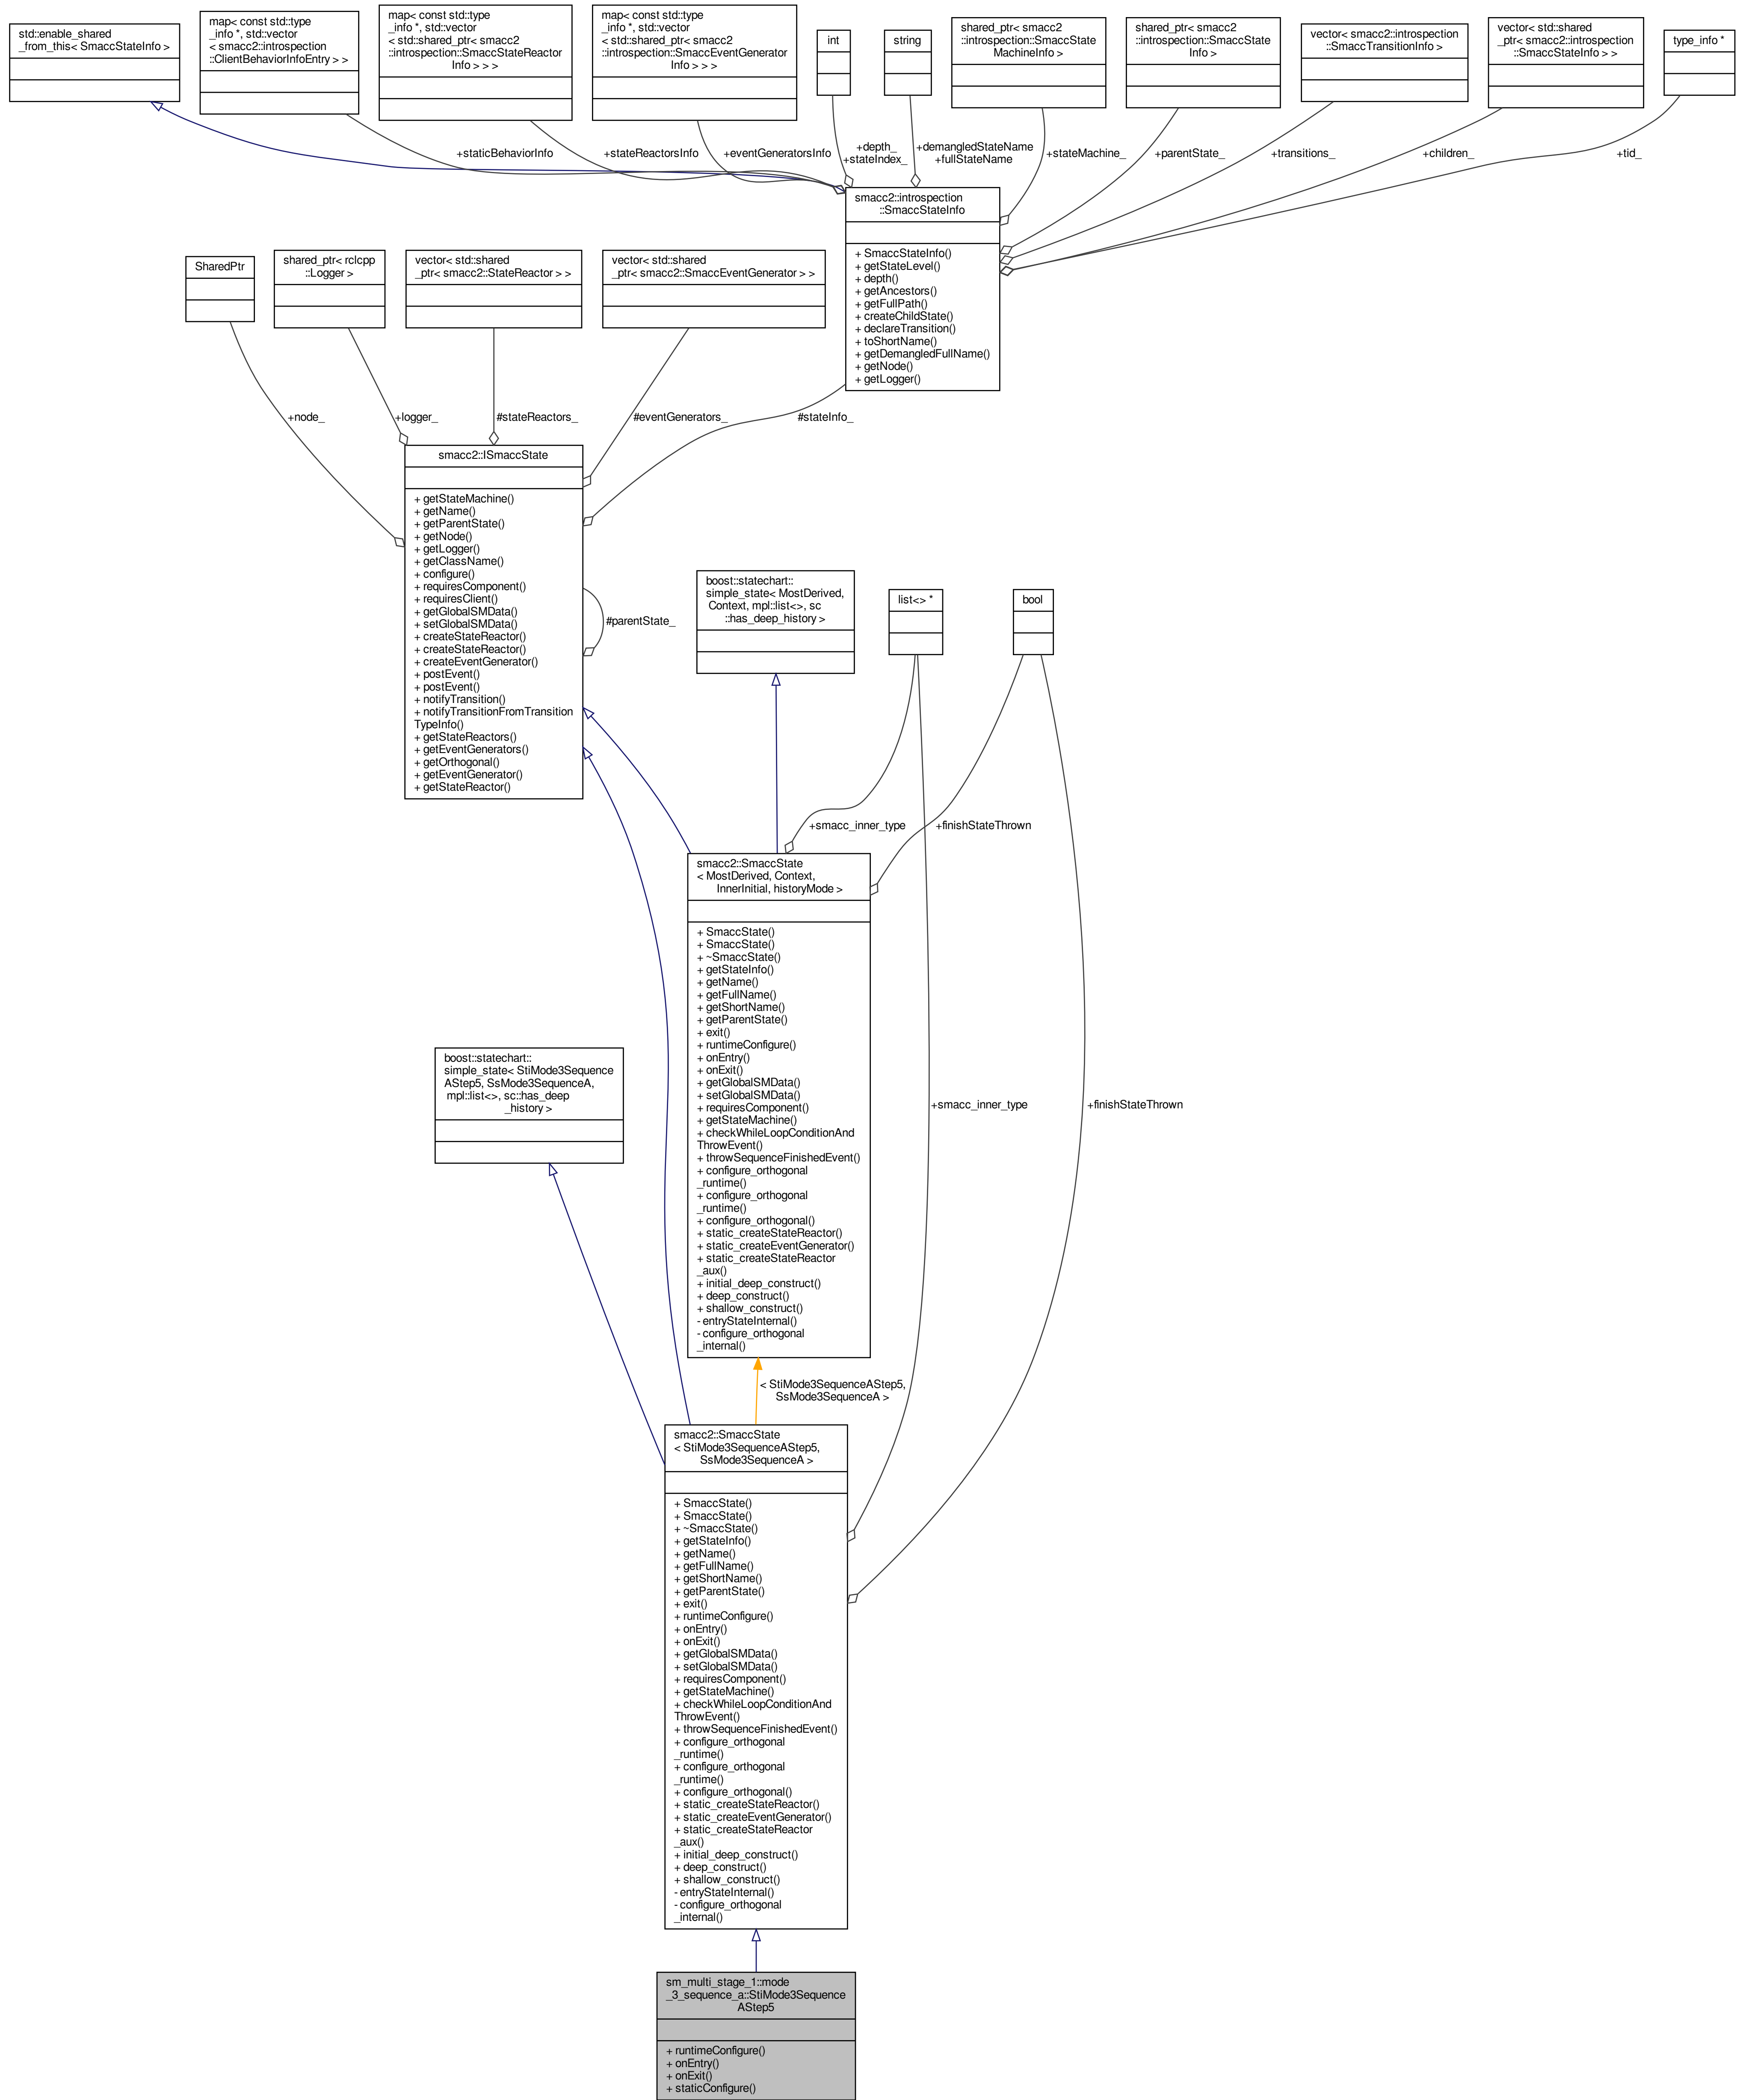 std::enable_shared
_from_this< SmaccStateInfo >
map< const std::type
_info *, std::vector
< smacc2::introspection
::ClientBehaviorInfoEntry > >
map< const std::type
_info *, std::vector
< std::shared_ptr< smacc2
::introspection::SmaccStateReactor
Info > > >
map< const std::type
_info *, std::vector
< std::shared_ptr< smacc2
::introspection::SmaccEventGenerator
Info > > >
int
string
shared_ptr< smacc2
::introspection::SmaccState
MachineInfo >
shared_ptr< smacc2
::introspection::SmaccState
Info >
vector< smacc2::introspection
::SmaccTransitionInfo >
vector< std::shared
_ptr< smacc2::introspection
::SmaccStateInfo > >
type_info *
+staticBehaviorInfo
+stateReactorsInfo
+eventGeneratorsInfo
+depth_
+stateIndex_
+demangledStateName
+fullStateName
+stateMachine_
+parentState_
+transitions_
+children_
+tid_
smacc2::introspection
::SmaccStateInfo
+ SmaccStateInfo()
+ getStateLevel()
+ depth()
+ getAncestors()
+ getFullPath()
+ createChildState()
+ declareTransition()
+ toShortName()
+ getDemangledFullName()
+ getNode()
+ getLogger()
SharedPtr
shared_ptr< rclcpp
::Logger >
vector< std::shared
_ptr< smacc2::StateReactor > >
vector< std::shared
_ptr< smacc2::SmaccEventGenerator > >
+node_
+logger_
#stateReactors_
#eventGenerators_
#stateInfo_
smacc2::ISmaccState
+ getStateMachine()
+ getName()
+ getParentState()
+ getNode()
+ getLogger()
+ getClassName()
+ configure()
+ requiresComponent()
+ requiresClient()
+ getGlobalSMData()
+ setGlobalSMData()
+ createStateReactor()
+ createStateReactor()
+ createEventGenerator()
+ postEvent()
+ postEvent()
+ notifyTransition()
+ notifyTransitionFromTransition
TypeInfo()
+ getStateReactors()
+ getEventGenerators()
+ getOrthogonal()
+ getEventGenerator()
+ getStateReactor()
#parentState_
boost::statechart::
simple_state< MostDerived,
Context, mpl::list<>, sc
::has_deep_history >
list<> *
bool
+smacc_inner_type
+finishStateThrown
smacc2::SmaccState
< MostDerived, Context,
InnerInitial, historyMode >
+ SmaccState()
+ SmaccState()
+ ~SmaccState()
+ getStateInfo()
+ getName()
+ getFullName()
+ getShortName()
+ getParentState()
+ exit()
+ runtimeConfigure()
+ onEntry()
+ onExit()
+ getGlobalSMData()
+ setGlobalSMData()
+ requiresComponent()
+ getStateMachine()
+ checkWhileLoopConditionAnd
ThrowEvent()
+ throwSequenceFinishedEvent()
+ configure_orthogonal
_runtime()
+ configure_orthogonal
_runtime()
+ configure_orthogonal()
+ static_createStateReactor()
+ static_createEventGenerator()
+ static_createStateReactor
_aux()
+ initial_deep_construct()
+ deep_construct()
+ shallow_construct()
- entryStateInternal()
- configure_orthogonal
_internal()
boost::statechart::
simple_state< StiMode3Sequence
AStep5, SsMode3SequenceA,
mpl::list<>, sc::has_deep
_history >
+smacc_inner_type
+finishStateThrown
< StiMode3SequenceAStep5,
SsMode3SequenceA >
smacc2::SmaccState
< StiMode3SequenceAStep5,
SsMode3SequenceA >
+ SmaccState()
+ SmaccState()
+ ~SmaccState()
+ getStateInfo()
+ getName()
+ getFullName()
+ getShortName()
+ getParentState()
+ exit()
+ runtimeConfigure()
+ onEntry()
+ onExit()
+ getGlobalSMData()
+ setGlobalSMData()
+ requiresComponent()
+ getStateMachine()
+ checkWhileLoopConditionAnd
ThrowEvent()
+ throwSequenceFinishedEvent()
+ configure_orthogonal
_runtime()
+ configure_orthogonal
_runtime()
+ configure_orthogonal()
+ static_createStateReactor()
+ static_createEventGenerator()
+ static_createStateReactor
_aux()
+ initial_deep_construct()
+ deep_construct()
+ shallow_construct()
- entryStateInternal()
- configure_orthogonal
_internal()
sm_multi_stage_1::mode
_3_sequence_a::StiMode3Sequence
AStep5
+ runtimeConfigure()
+ onEntry()
+ onExit()
+ staticConfigure()